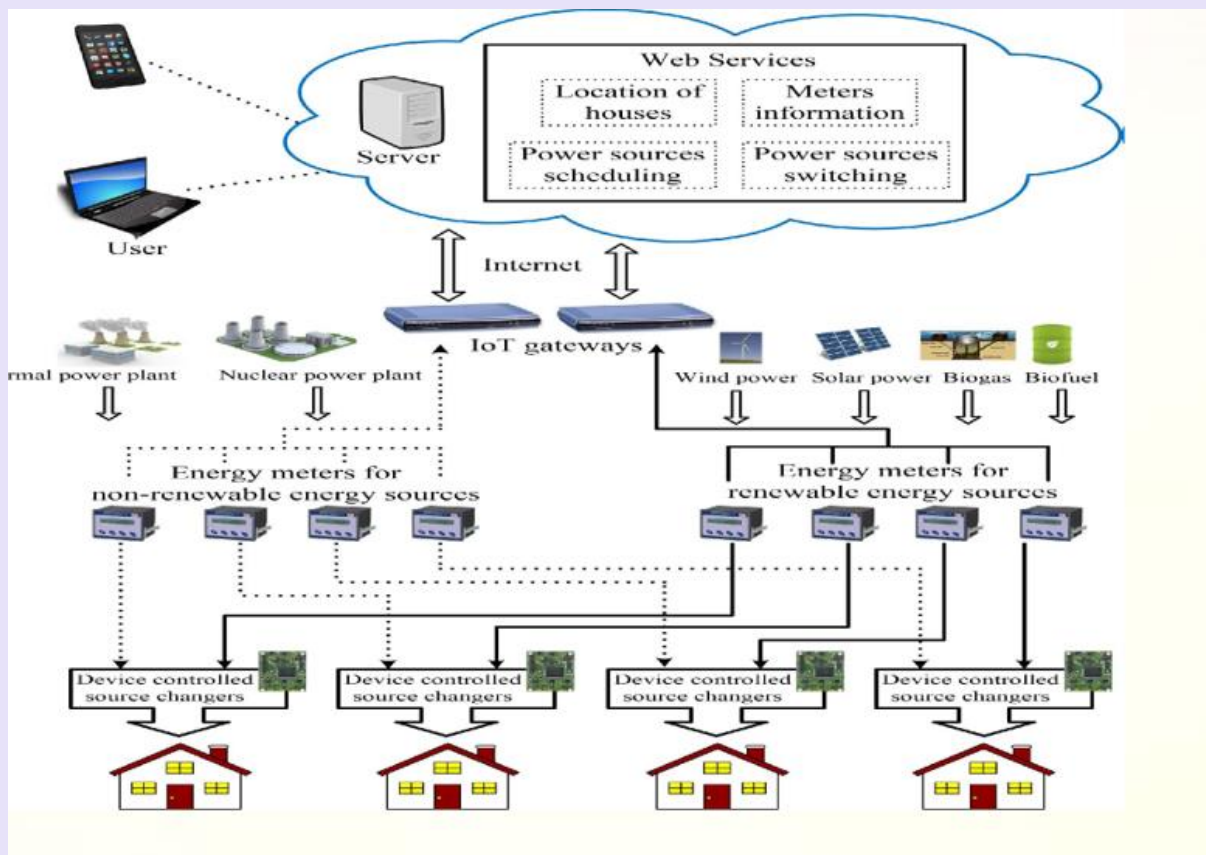 Web Services
Location of
houses
Meters
information
Server
Power sources
scheduling
Power sources
switching
User
Internet
IoT gateways
rmal power plant
Nuclear power plant
Wind power
Solar power
Biogas
Biofuel
Energy meters for
non-renewable energy sources
Energy meters for
renewable energy sources
Device controlled
source changers
Device controlled
source changers
Device controlled
source changers
Device controlled
source changers